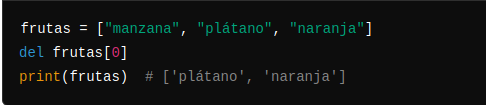 frutas = ["manzana", "plátano", "naranja"]
del frutas[0]
print(frutas)  # ['plátano', 'naranja']